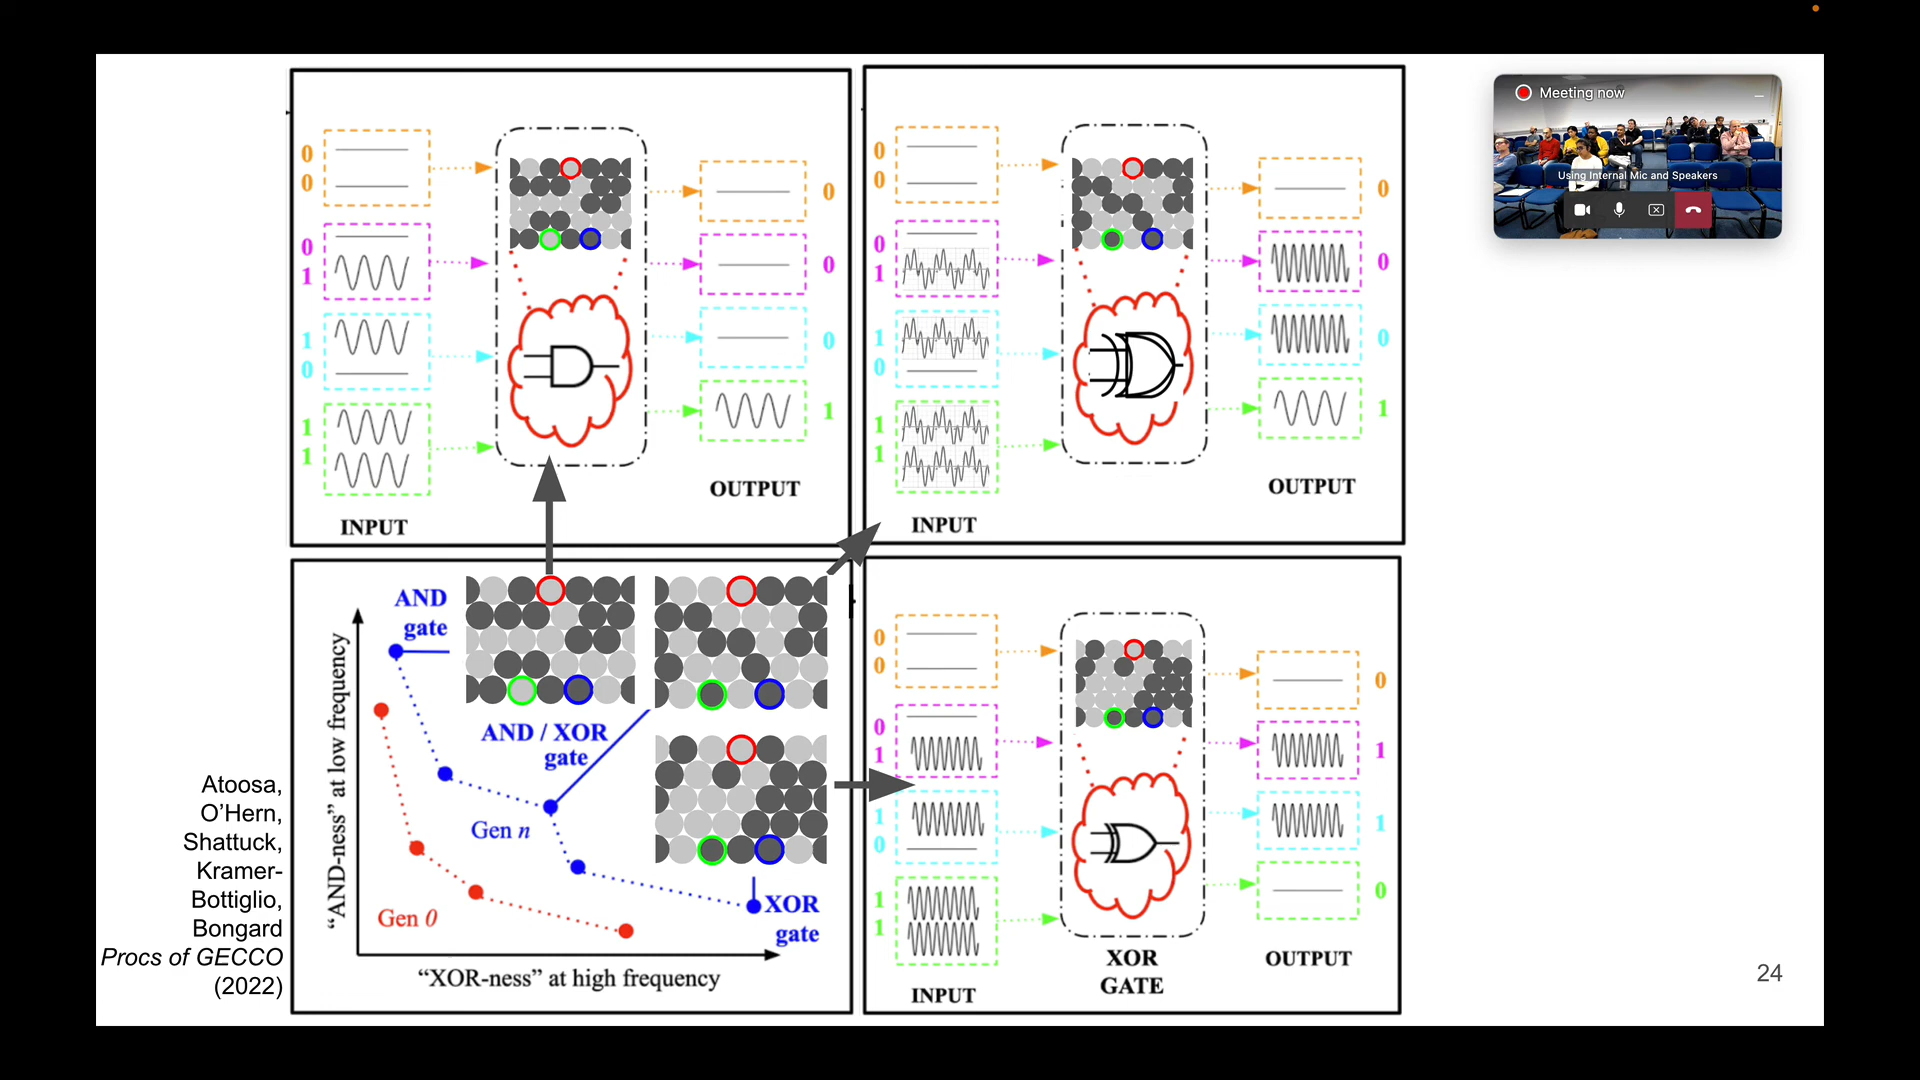 0
0
0
1
1
0
1
1
INPUT
0
0
0
1
OUTPUT
0
0
0
1
1
0
1
1
INPUT
0
0
0
1
OUTPUT
Meeting now
Using Internal Mic and Speakers
"AND-ness" at low frequency
AND
gate
AND / XOR
gate
Gen n
Gen 0
XOR
gate
"XOR-ness" at high frequency
0
0
0
1
1
0
1
1
INPUT
XOR
GATE
0
1
1
0
OUTPUT
Atoosa,
O'Hern,
Shattuck,
Kramer-
Bottiglio,
Bongard
Procs of GECCO
(2022)
24